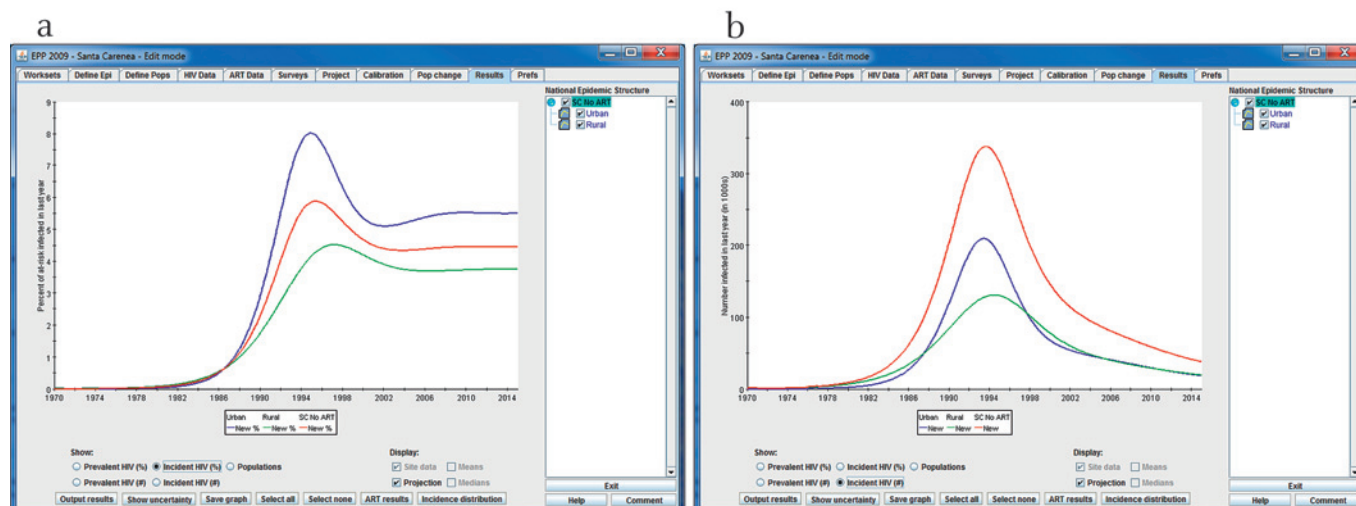 a
EPP 2009 - Santa Carenea - Edit mode
Worksets Define Epi Define Pops HIV Data ART Data Surveys Project Calibration Pop change Results Prefs
National Epidemic Structure
SC No ART
Urban
Rural
Percent of at-risk infected in last year
9
8
7
6
5
4
3
2
1
0
1970 1974 1978 1982 1986 1990 1994 1998 2002 2006 2010 2014
Urban Rural SC No ART
New % New % New %
Show: Display:
Prevalent HIV (%) Incident HIV (%) Populations Site data Means
Prevalent HIV (#) Incident HIV (#) Projection Medians
Exit
Output results Show uncertainty Save graph Select all Select none ART results Incidence distribution Help Comment
b
EPP 2009 - Santa Carenea - Edit mode
Worksets Define Epi Define Pops HIV Data ART Data Surveys Project Calibration Pop change Results Prefs
National Epidemic Structure
SC No ART
Urban
Rural
Number infected in last year (in 1000s)
400
300
200
100
0
1970 1974 1978 1982 1986 1990 1994 1998 2002 2006 2010 2014
Urban Rural SC No ART
New New New
Show: Display:
Prevalent HIV (%) Incident HIV (%) Populations Site data Means
Prevalent HIV (#) Incident HIV (#) Projection Medians
Exit
Output results Show uncertainty Save graph Select all Select none ART results Incidence distribution Help Comment